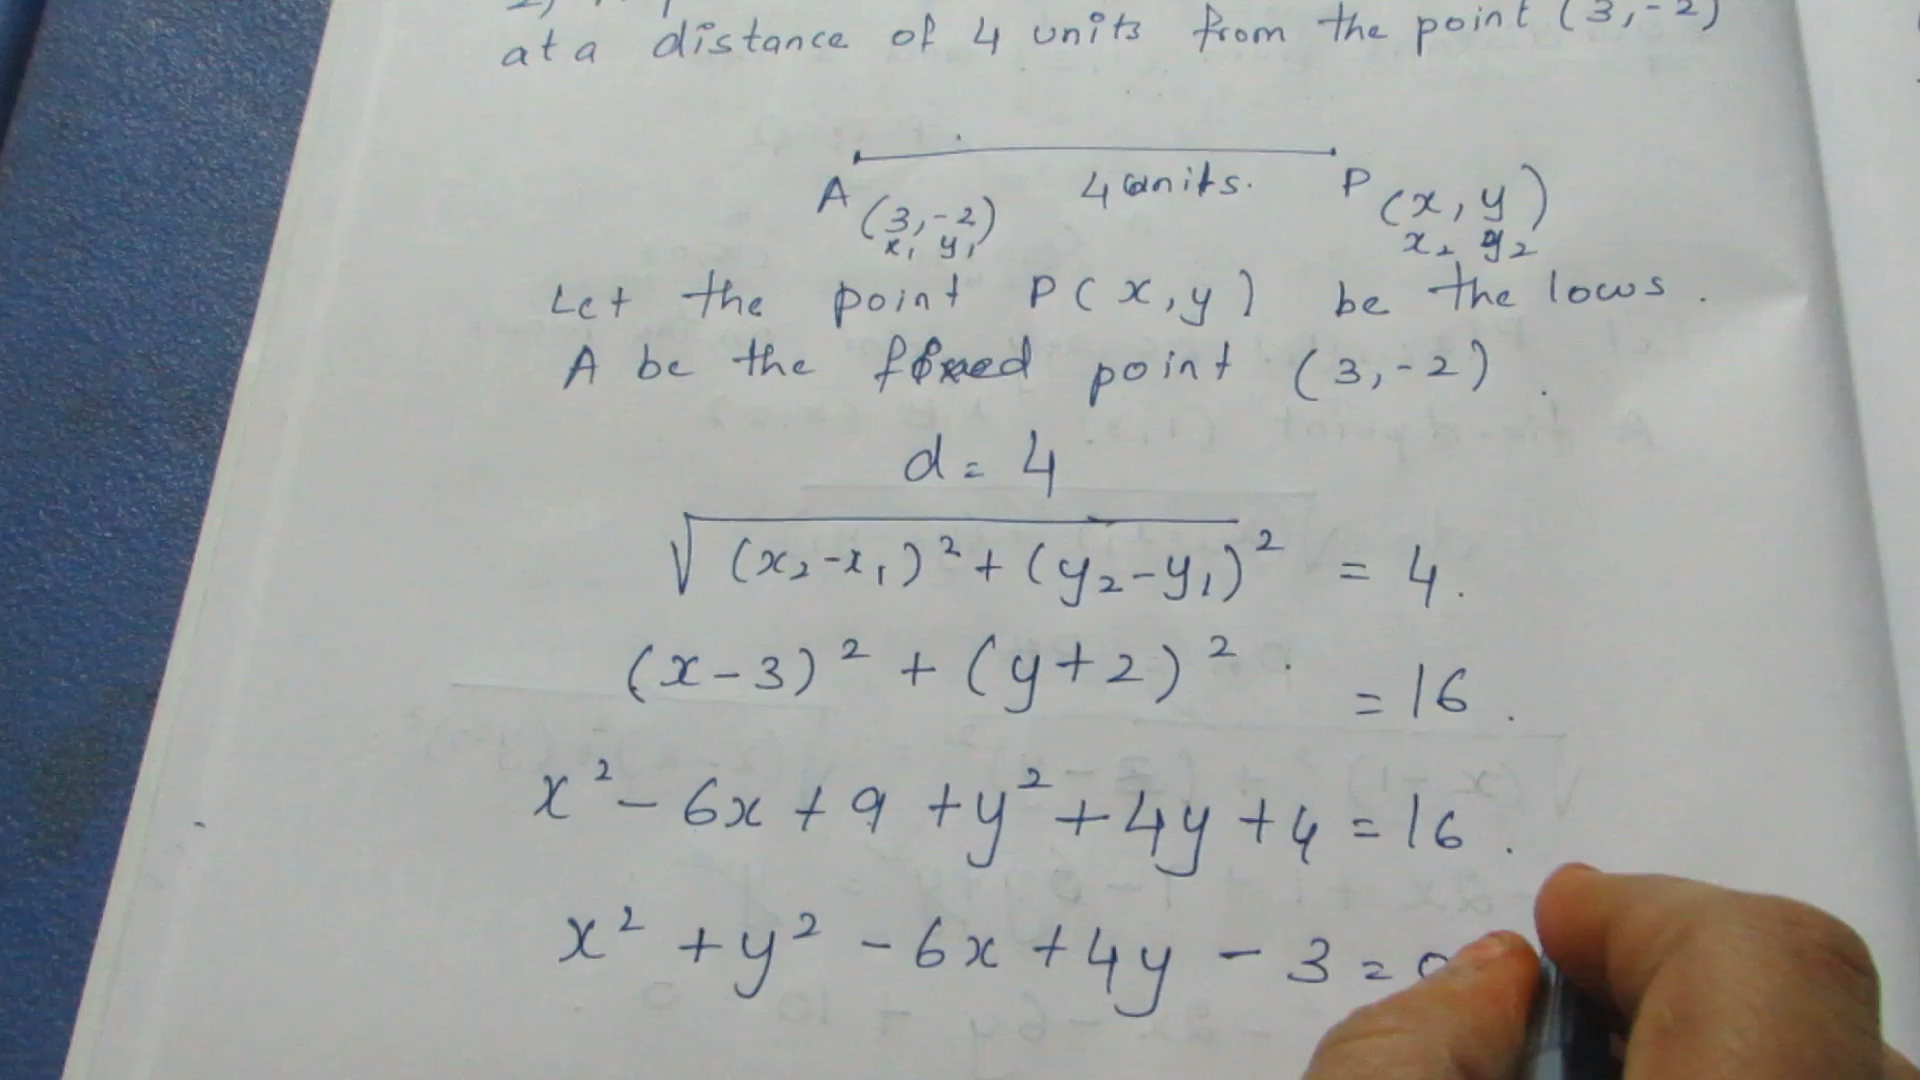 at a distance of 4 units from the point (3,-2)
A 4 units. P
(3,-2) (x, y)
x₁ y₁ x₂ y₂
Let the point P(x,y) be the locus.
A be the fixed point (3,-2).
d = 4
√(x₂-x₁)² + (y₂-y₁)² = 4.
(x-3)² + (y+2)² = 16.
x² - 6x + 9 + y² + 4y + 4 = 16.
x² + y² - 6x + 4y - 3 = 0